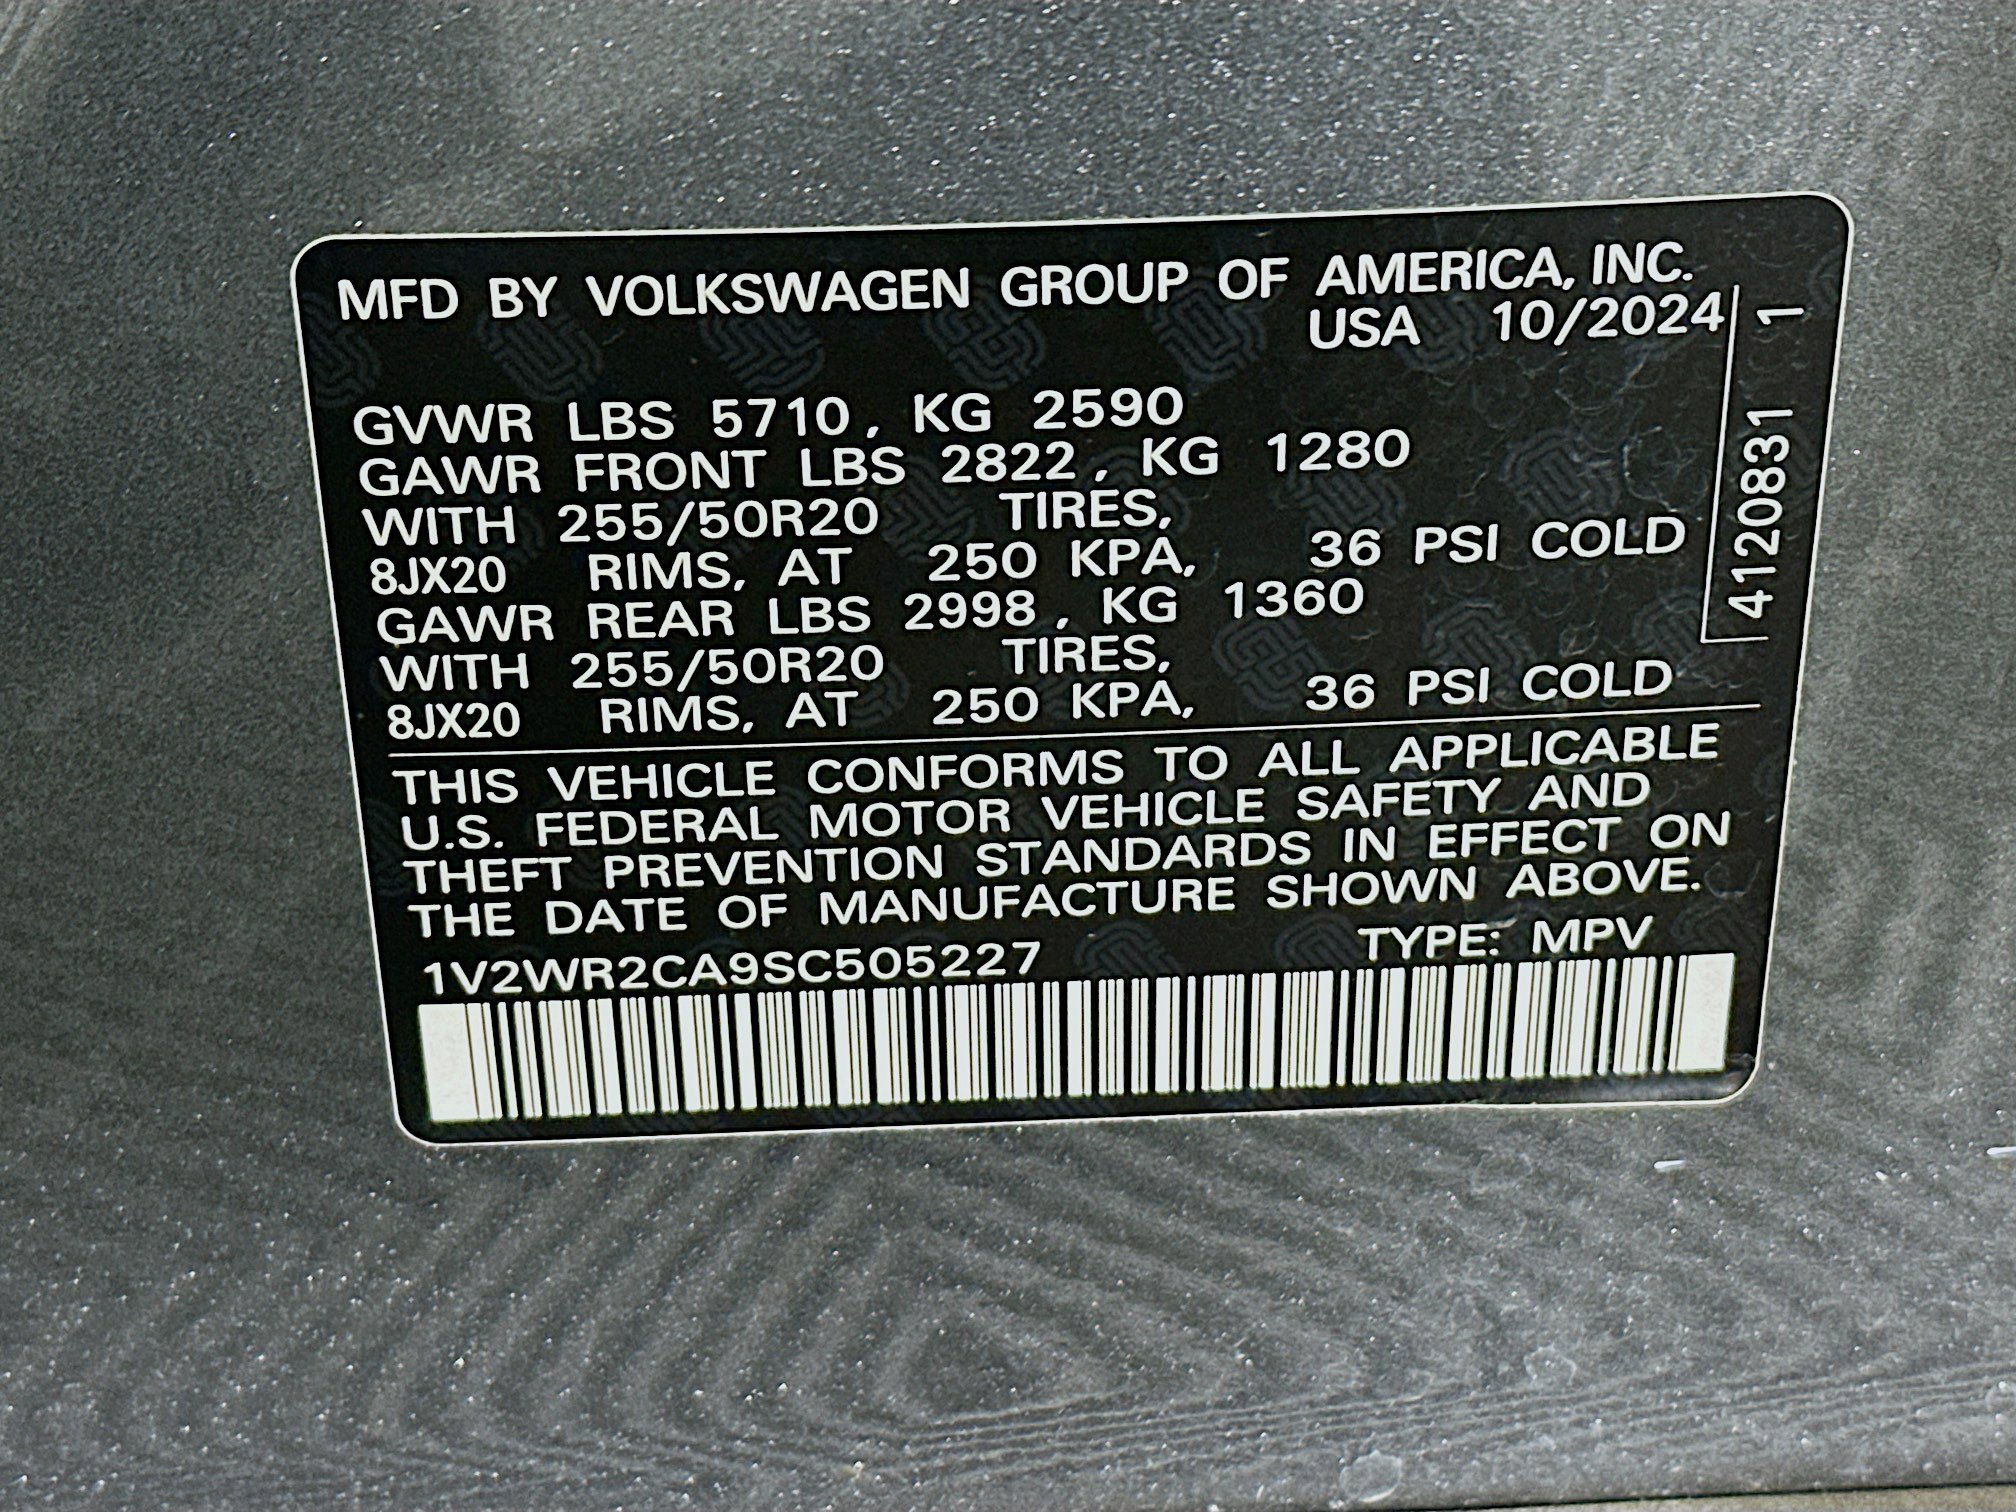 MFD BY VOLKSWAGEN GROUP OF AMERICA, INC.
USA 10/2024
GVWR LBS 5710, KG 2590
GAWR FRONT LBS 2822, KG 1280
WITH 255/50R20 TIRES,
8JX20 RIMS, AT 250 KPA, 36 PSI COLD
GAWR REAR LBS 2998, KG 1360
WITH 255/50R20 TIRES,
8JX20 RIMS, AT 250 KPA, 36 PSI COLD
THIS VEHICLE CONFORMS TO ALL APPLICABLE
U.S. FEDERAL MOTOR VEHICLE SAFETY AND
THEFT PREVENTION STANDARDS IN EFFECT ON
THE DATE OF MANUFACTURE SHOWN ABOVE.
1V2WR2CA9SC505227 TYPE: MPV
4120831 1